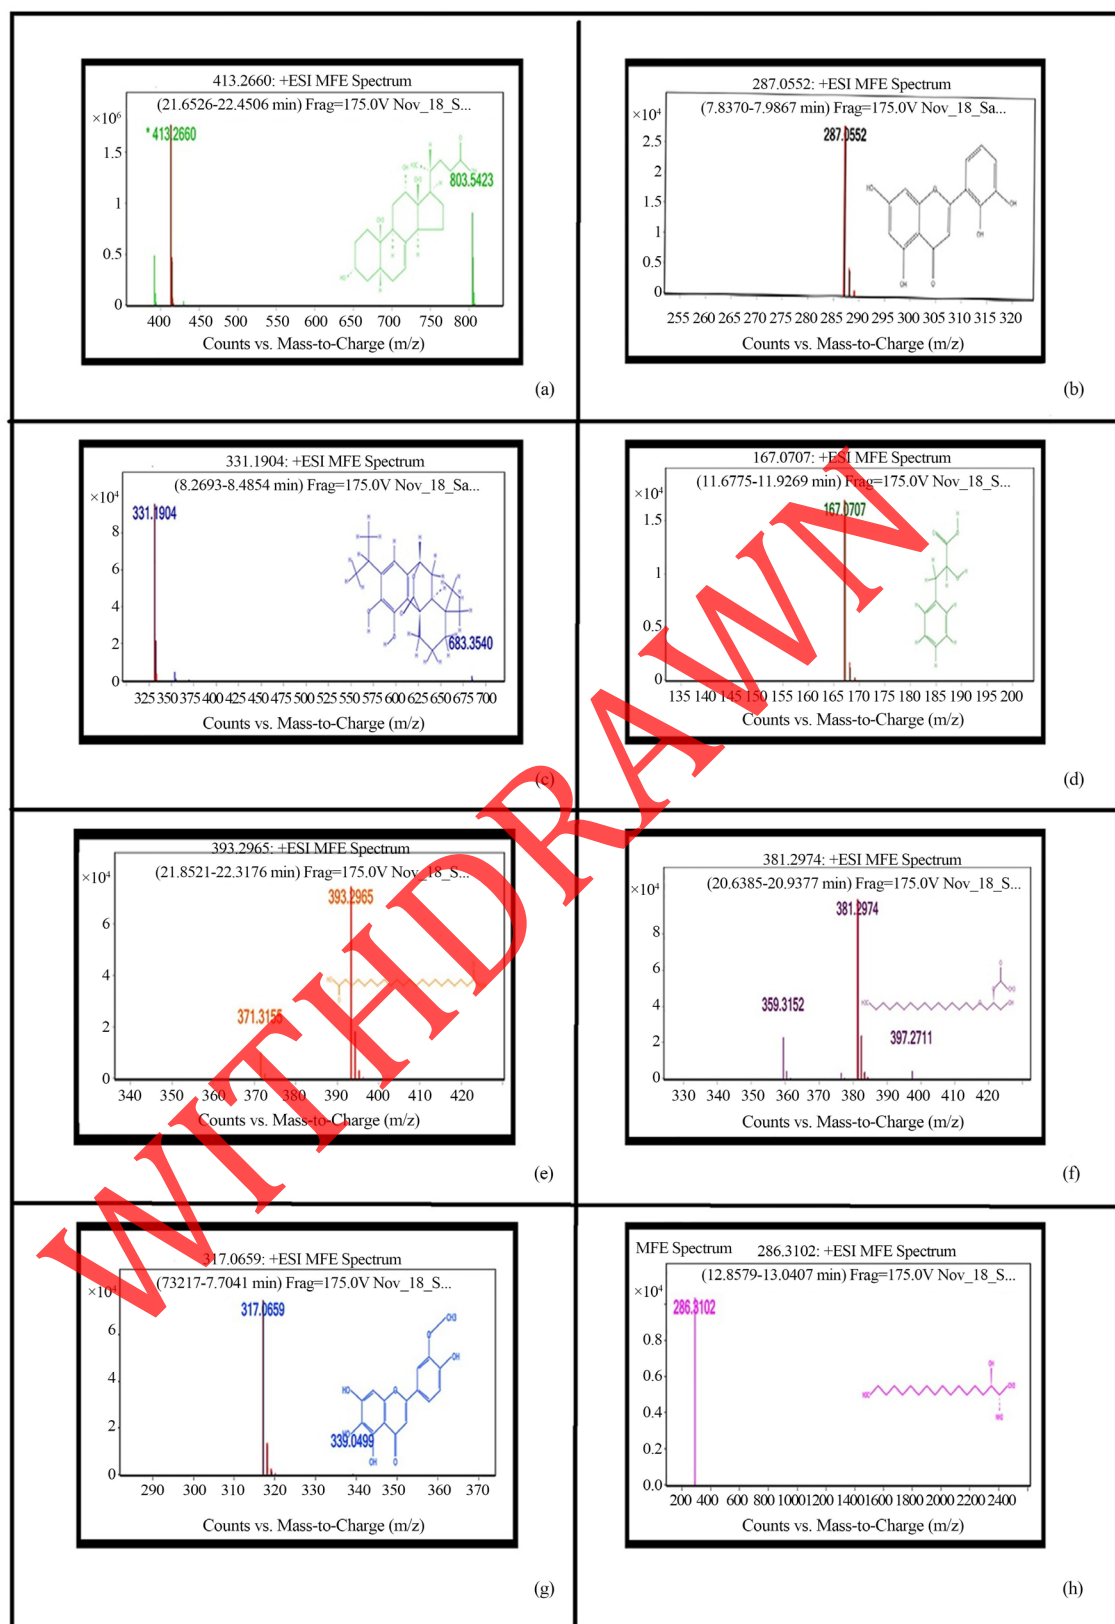 413.2660: +ESI MFE Spectrum
(21.6526-22.4506 min) Frag=175.0V Nov_18_S...
×10⁶
* 413.2660
803.5423
1.5
1
0.5
0
400 450 500 550 600 650 700 750 800
Counts vs. Mass-to-Charge (m/z)
(a)
287.0552: +ESI MFE Spectrum
(7.8370-7.9867 min) Frag=175.0V Nov_18_Sa...
×10⁴
287.0552
2.5
2
1.5
1
0.5
0
HO
O
OH
OH
OH
O
255 260 265 270 275 280 285 290 295 300 305 310 315 320
Counts vs. Mass-to-Charge (m/z)
(b)
331.1904: +ESI MFE Spectrum
(8.2693-8.4854 min) Frag=175.0V Nov_18_Sa...
×10⁴
331.1904
683.3540
8
6
4
2
0
325 350 375 400 425 450 475 500 525 550 575 600 625 650 675 700
Counts vs. Mass-to-Charge (m/z)
(c)
167.0707: +ESI MFE Spectrum
(11.6775-11.9269 min) Frag=175.0V Nov_18_S...
×10⁴
167.0707
1.5
1
0.5
0
135 140 145 150 155 160 165 170 175 180 185 190 195 200
Counts vs. Mass-to-Charge (m/z)
(d)
393.2965: +ESI MFE Spectrum
(21.8521-22.3176 min) Frag=175.0V Nov_18_S...
×10⁴
393.2965
371.3155
6
4
2
0
340 350 360 370 380 390 400 410 420
Counts vs. Mass-to-Charge (m/z)
(e)
381.2974: +ESI MFE Spectrum
(20.6385-20.9377 min) Frag=175.0V Nov_18_S...
×10⁴
381.2974
359.3152
397.2711
8
6
4
2
0
330 340 350 360 370 380 390 400 410 420
Counts vs. Mass-to-Charge (m/z)
(f)
317.0659: +ESI MFE Spectrum
(73217-7.7041 min) Frag=175.0V Nov_18_S...
×10⁴
317.0659
339.0499
6
4
2
0
CH3
O
OH
HO
O
HO
OH
O
290 300 310 320 330 340 350 360 370
Counts vs. Mass-to-Charge (m/z)
(g)
MFE Spectrum 286.3102: +ESI MFE Spectrum
(12.8579-13.0407 min) Frag=175.0V Nov_18_S...
×10⁴
286.3102
0.8
0.6
0.4
0.2
0.0
200 400 600 800 1000 1200 1400 1600 1800 2000 2200 2400
Counts vs. Mass-to-Charge (m/z)
(h)
WITHDRAWN